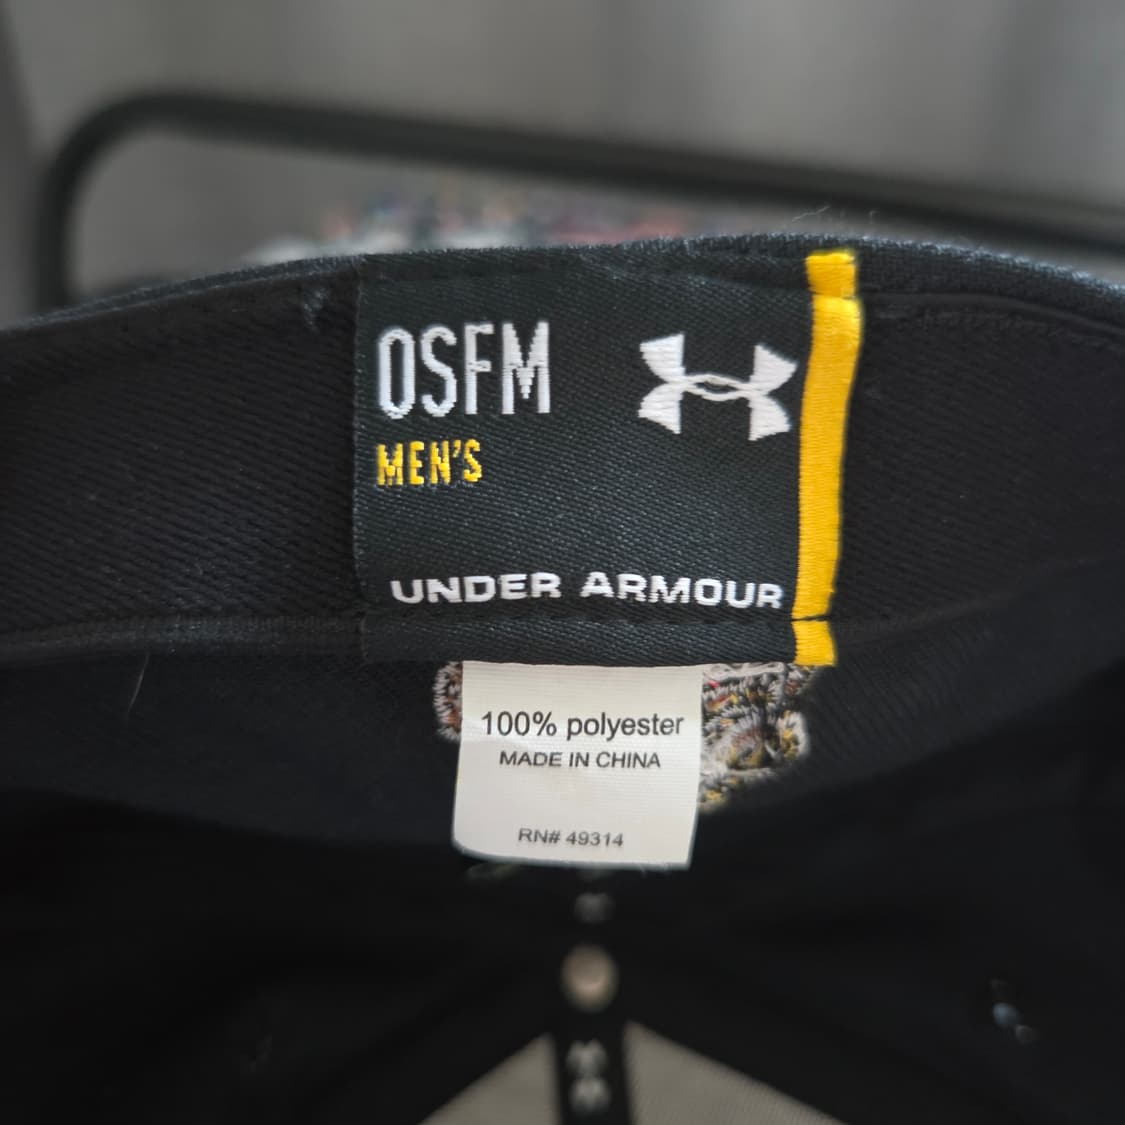 OSFM
MEN'S
UNDER ARMOUR
100% polyester
MADE IN CHINA
RN# 49314